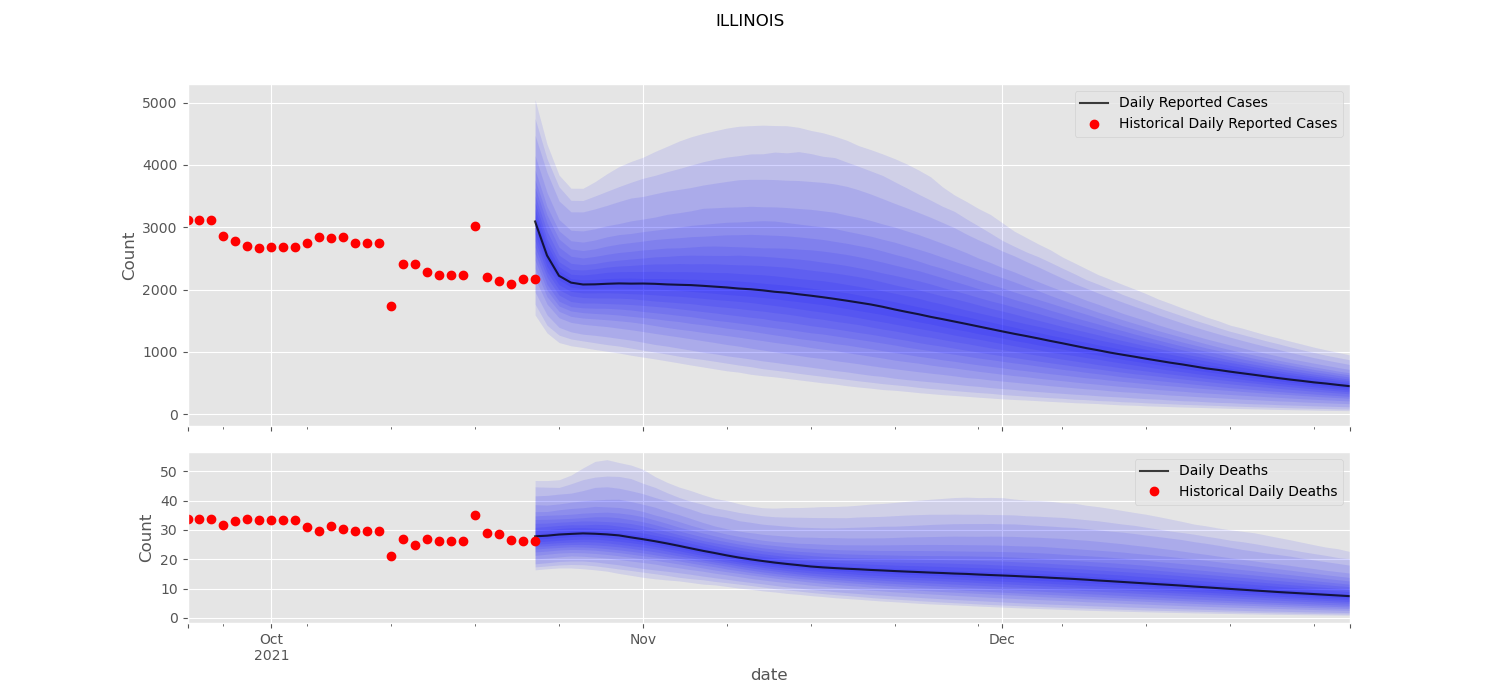 ILLINOIS
5000
4000
3000
2000
1000
0
Count
Daily Reported Cases
Historical Daily Reported Cases
50
40
30
20
10
0
Count
Daily Deaths
Historical Daily Deaths
Oct
2021
Nov
Dec
date